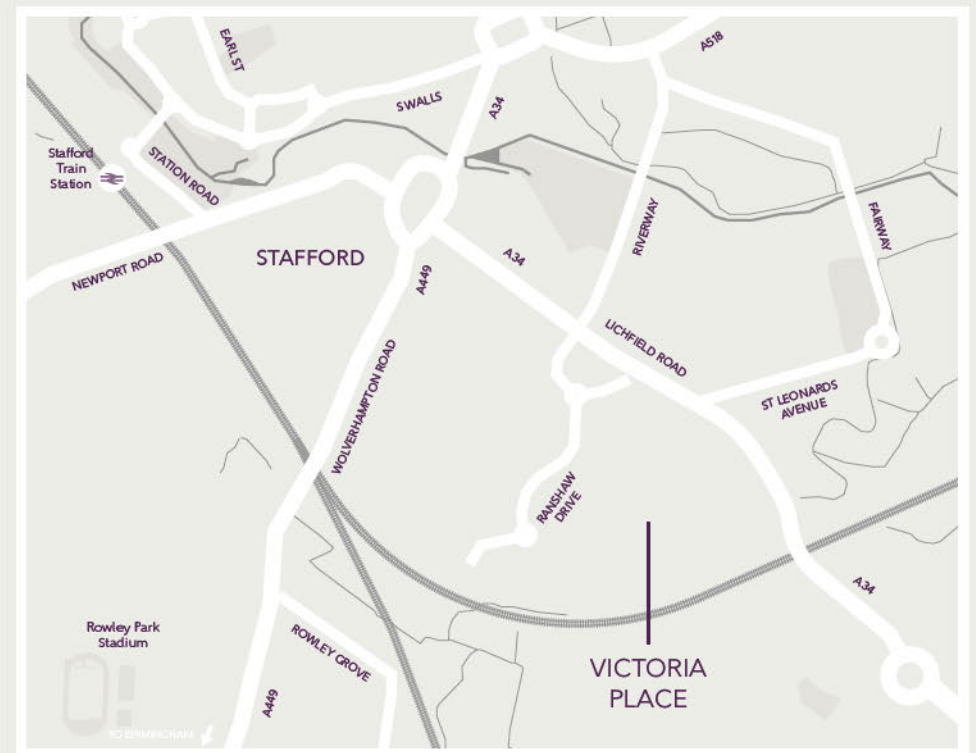 EARL ST
A518
S WALLS
A34
Stafford
Train
Station
STATION ROAD
RIVERWAY
FAIRWAY
NEWPORT ROAD
STAFFORD
A449
A34
LICHFIELD ROAD
WOLVERHAMPTON ROAD
ST LEONARDS
AVENUE
RANSHAW
DRIVE
A34
Rowley Park
Stadium
ROWLEY GROVE
VICTORIA
PLACE
A449
TO BIRMINGHAM